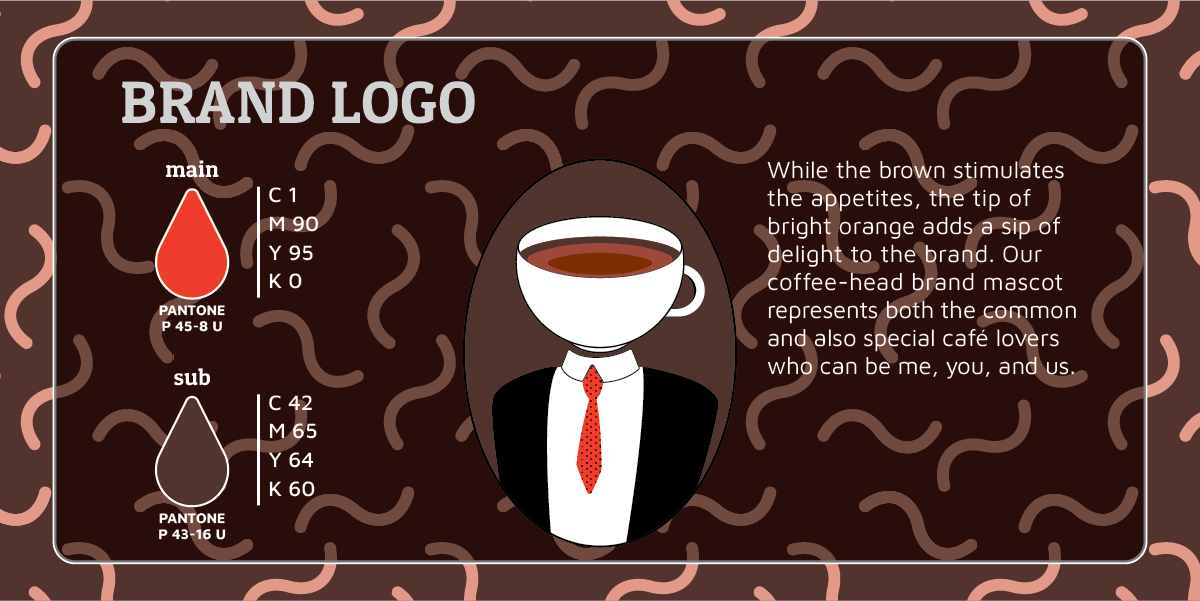 BRAND LOGO
main
C 1
M 90
Y 95
K 0
PANTONE
P 45-8 U
sub
C 42
M 65
Y 64
K 60
PANTONE
P 43-16 U
While the brown stimulates
the appetites, the tip of
bright orange adds a sip of
delight to the brand. Our
coffee-head brand mascot
represents both the common
and also special café lovers
who can be me, you, and us.